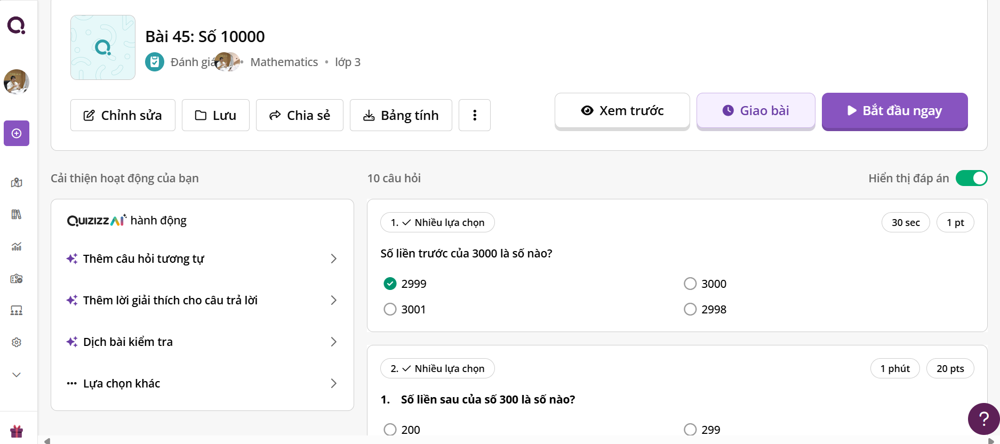 Bài 45: Số 10000
Đánh giá • Mathematics • lớp 3
Chỉnh sửa
Lưu
Chia sẻ
Bảng tính
Xem trước
Giao bài
Bắt đầu ngay
Cải thiện hoạt động của bạn
10 câu hỏi
Hiển thị đáp án
QUIZIZZ AI hành động
Thêm câu hỏi tương tự
Thêm lời giải thích cho câu trả lời
Dịch bài kiểm tra
Lựa chọn khác
1. Nhiều lựa chọn
30 sec
1 pt
Số liền trước của 3000 là số nào?
2999
3000
3001
2998
2. Nhiều lựa chọn
1 phút
20 pts
1. Số liền sau của số 300 là số nào?
200
299
?